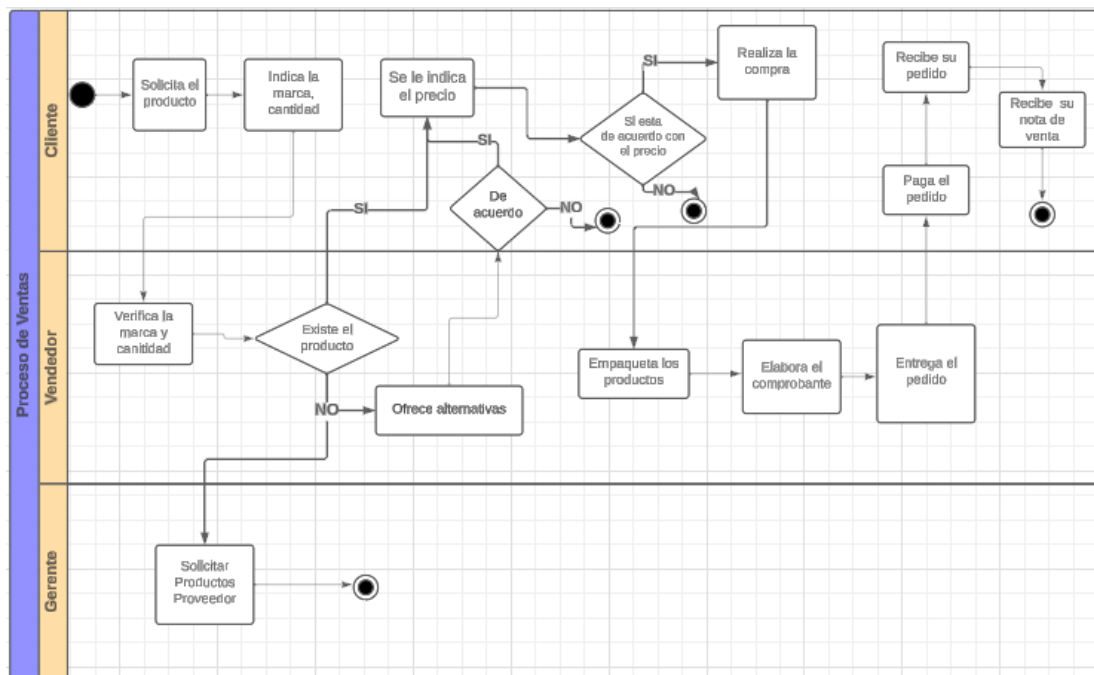 Proceso de Ventas
Cliente
Solicita el
producto
Indica la
marca,
cantidad
Se le indica
el precio
SI
De
acuerdo
NO
SI
Si esta
de acuerdo con
el precio
SI
NO
Realiza la
compra
Recibe su
pedido
Recibe su
nota de
venta
Paga el
pedido
Vendedor
Verifica la
marca y
canitidad
Existe el
producto
NO
Ofrece alternativas
Empaqueta los
productos
Elabora el
comprobante
Entrega el
pedido
Gerente
Solicitar
Productos
Proveedor